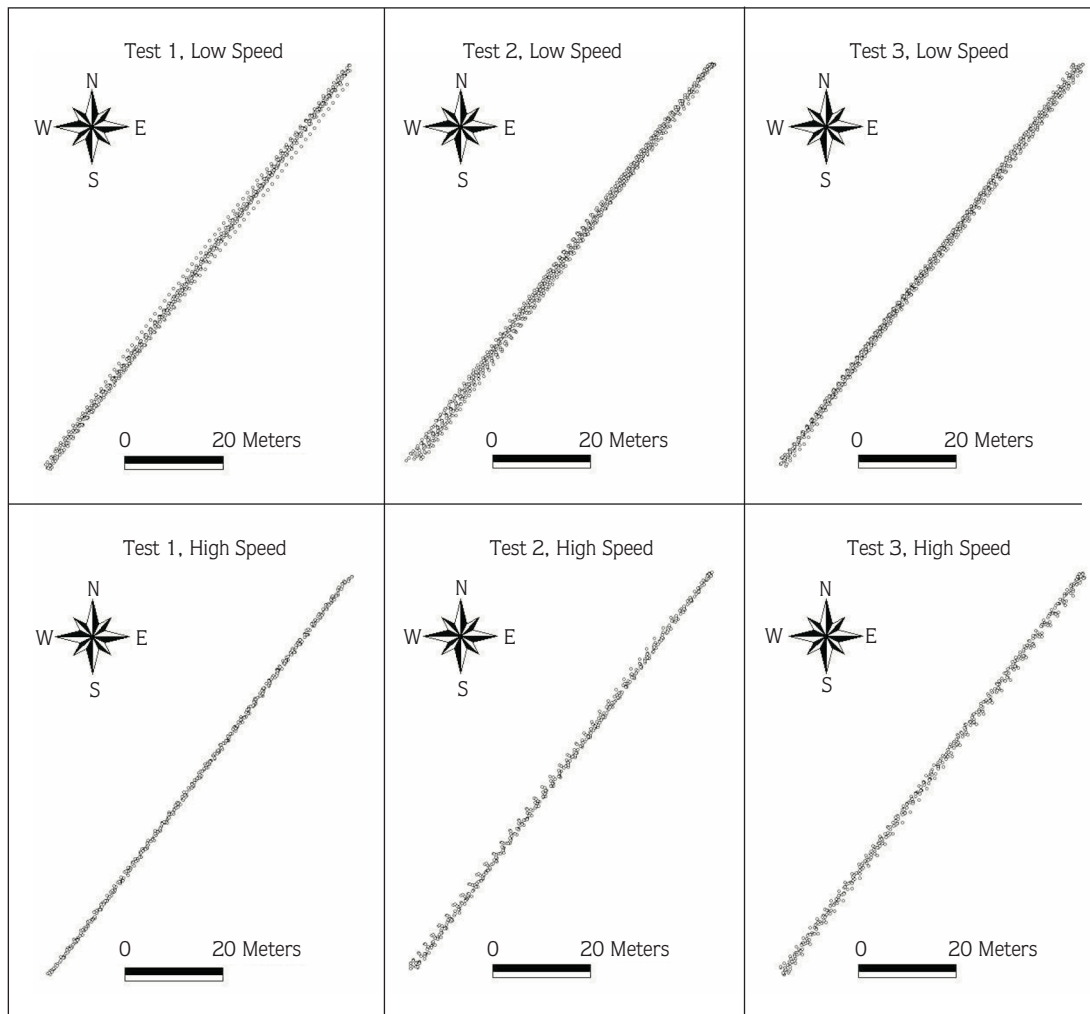 Test 1, Low Speed
N
W E
S
0 20 Meters
Test 2, Low Speed
N
W E
S
0 20 Meters
Test 3, Low Speed
N
W E
S
0 20 Meters
Test 1, High Speed
N
W E
S
0 20 Meters
Test 2, High Speed
N
W E
S
0 20 Meters
Test 3, High Speed
N
W E
S
0 20 Meters